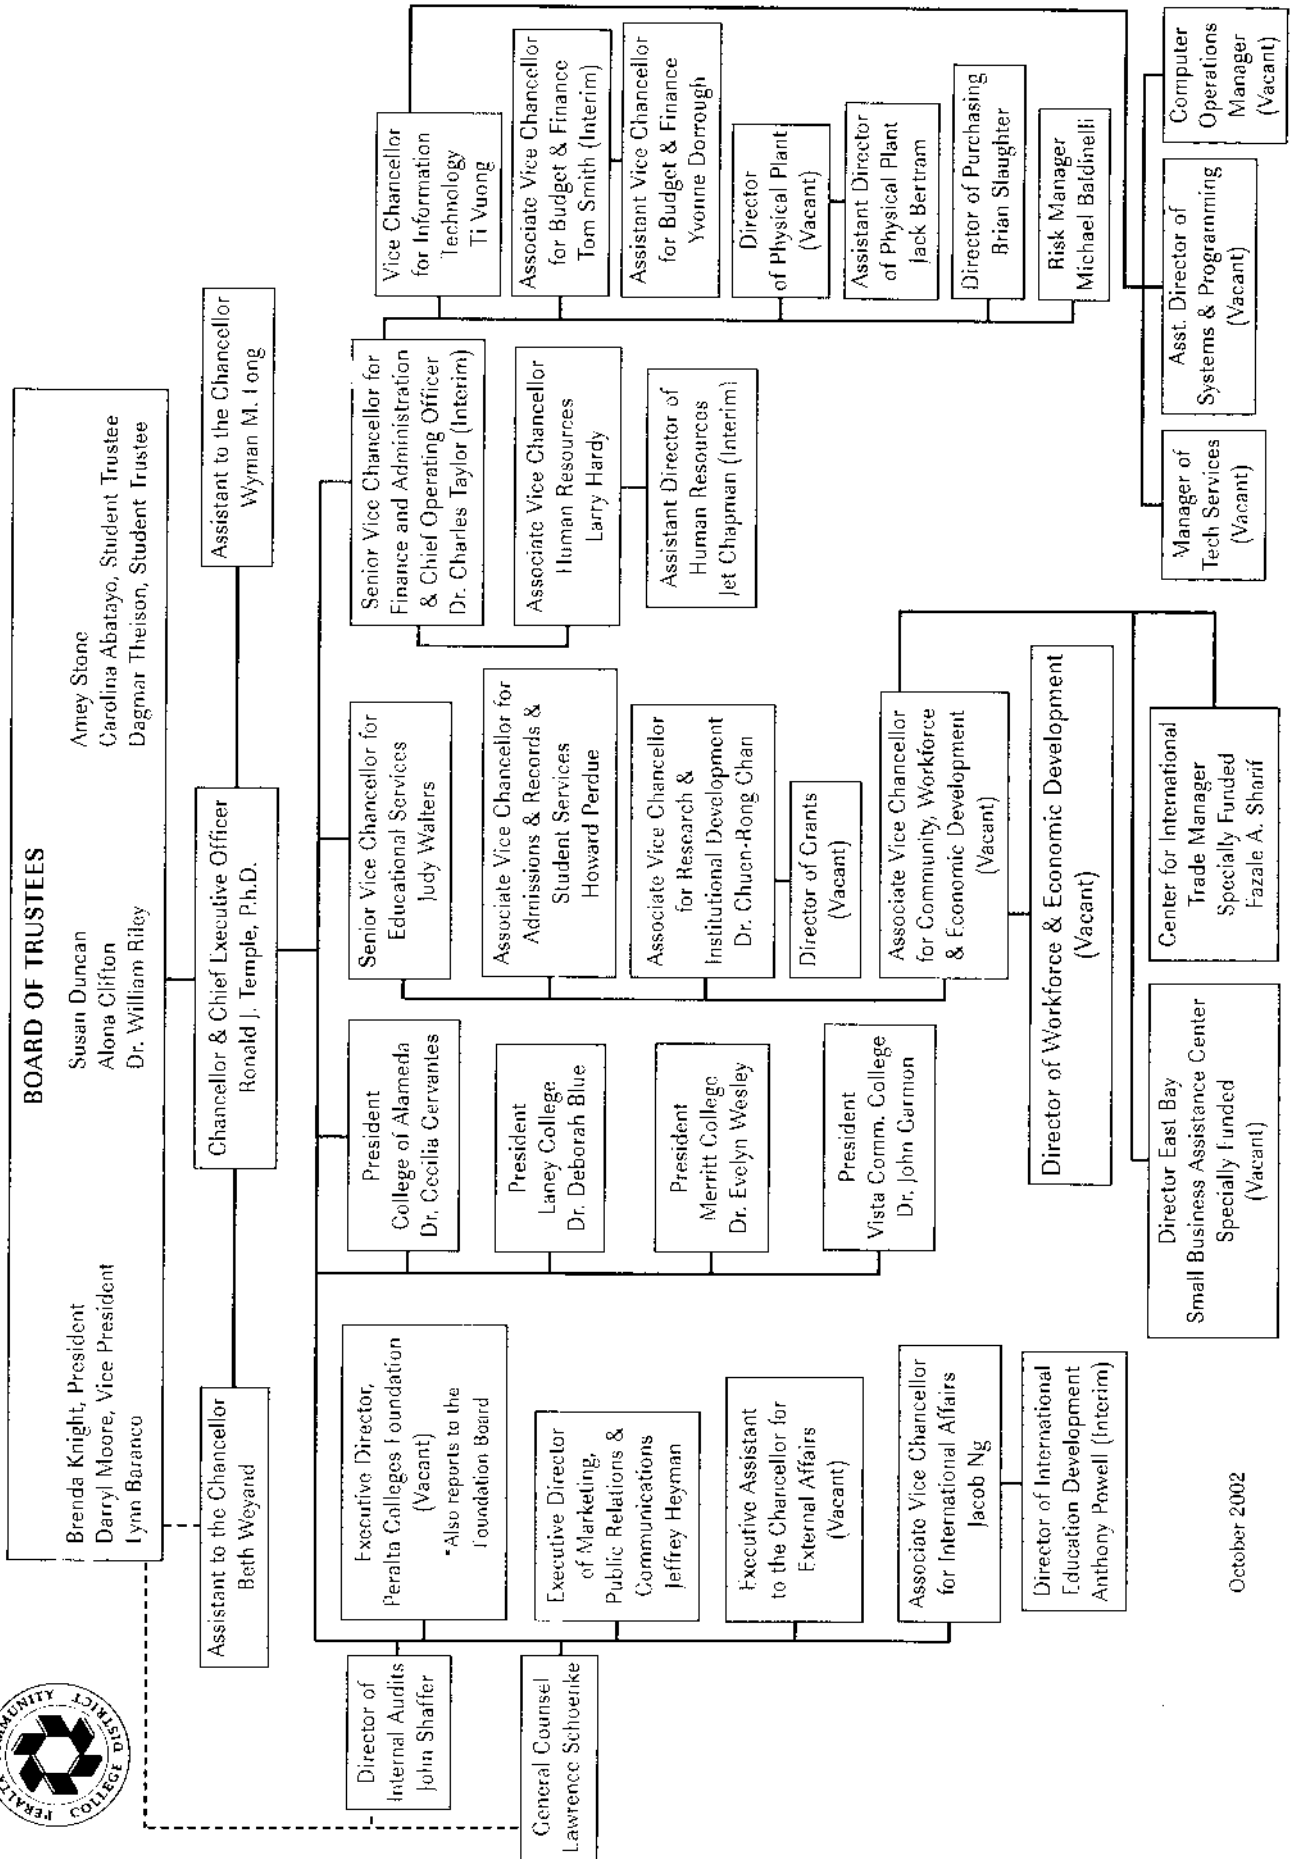 PERALTA COMMUNITY COLLEGE DISTRICT
BOARD OF TRUSTEES
Brenda Knight, President
Darryl Moore, Vice President
Lynn Baranco
Susan Duncan
Alona Clifton
Dr. William Riley
Amey Stone
Carolina Abatayo, Student Trustee
Dagmar Theison, Student Trustee
Assistant to the Chancellor
Beth Weyand
Chancellor & Chief Executive Officer
Ronald J. Temple, Ph.D.
Assistant to the Chancellor
Wyman M. Fong
Director of
Internal Audits
John Shaffer
General Counsel
Lawrence Schoenke
Executive Director,
Peralta Colleges Foundation
(Vacant)
*Also reports to the
Foundation Board
Executive Director
of Marketing,
Public Relations &
Communications
Jeffrey Heyman
Executive Assistant
to the Chancellor for
External Affairs
(Vacant)
Associate Vice Chancellor
for International Affairs
Jacob Ng
Director of International
Education Development
Anthony Powell (Interim)
President
College of Alameda
Dr. Cecilia Cervantes
President
Laney College
Dr. Deborah Blue
President
Merritt College
Dr. Evelyn Wesley
President
Vista Comm. College
Dr. John Garmon
Senior Vice Chancellor for
Educational Services
Judy Walters
Associate Vice Chancellor for
Admissions & Records &
Student Services
Howard Perdue
Associate Vice Chancellor
for Research &
Institutional Development
Dr. Chuen-Rong Chan
Director of Grants
(Vacant)
Associate Vice Chancellor
for Community, Workforce
& Economic Development
(Vacant)
Director of Workforce & Economic Development
(Vacant)
Director East Bay
Small Business Assistance Center
Specially Funded
(Vacant)
Center for International
Trade Manager
Specially Funded
Fazale A. Sharif
Senior Vice Chancellor for
Finance and Administration
& Chief Operating Officer
Dr. Charles Taylor (Interim)
Associate Vice Chancellor
Human Resources
Larry Hardy
Assistant Director of
Human Resources
Jet Chapman (Interim)
Vice Chancellor
for Information
Technology
Ti Vuong
Associate Vice Chancellor
for Budget & Finance
Tom Smith (Interim)
Assistant Vice Chancellor
for Budget & Finance
Yvonne Dorrough
Director
of Physical Plant
(Vacant)
Assistant Director
of Physical Plant
Jack Bertram
Director of Purchasing
Brian Slaughter
Risk Manager
Michael Baldinelli
Manager of
Tech Services
(Vacant)
Asst. Director of
Systems & Programming
(Vacant)
Computer
Operations
Manager
(Vacant)
October 2002